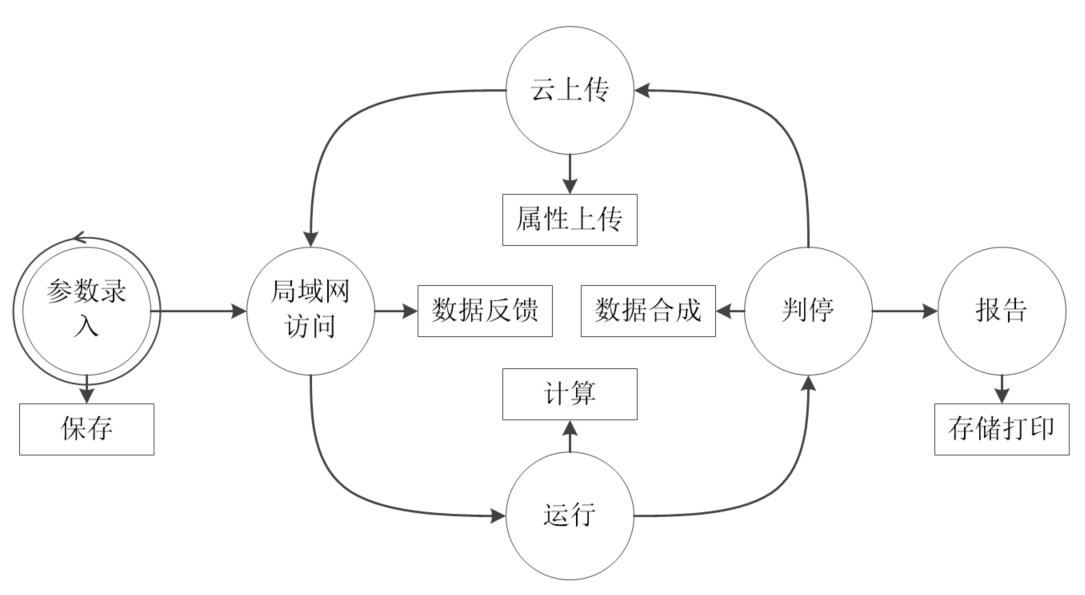 云上传
属性上传
参数录
入
局域网
访问
数据反馈
数据合成
判停
报告
计算
保存
存储打印
运行